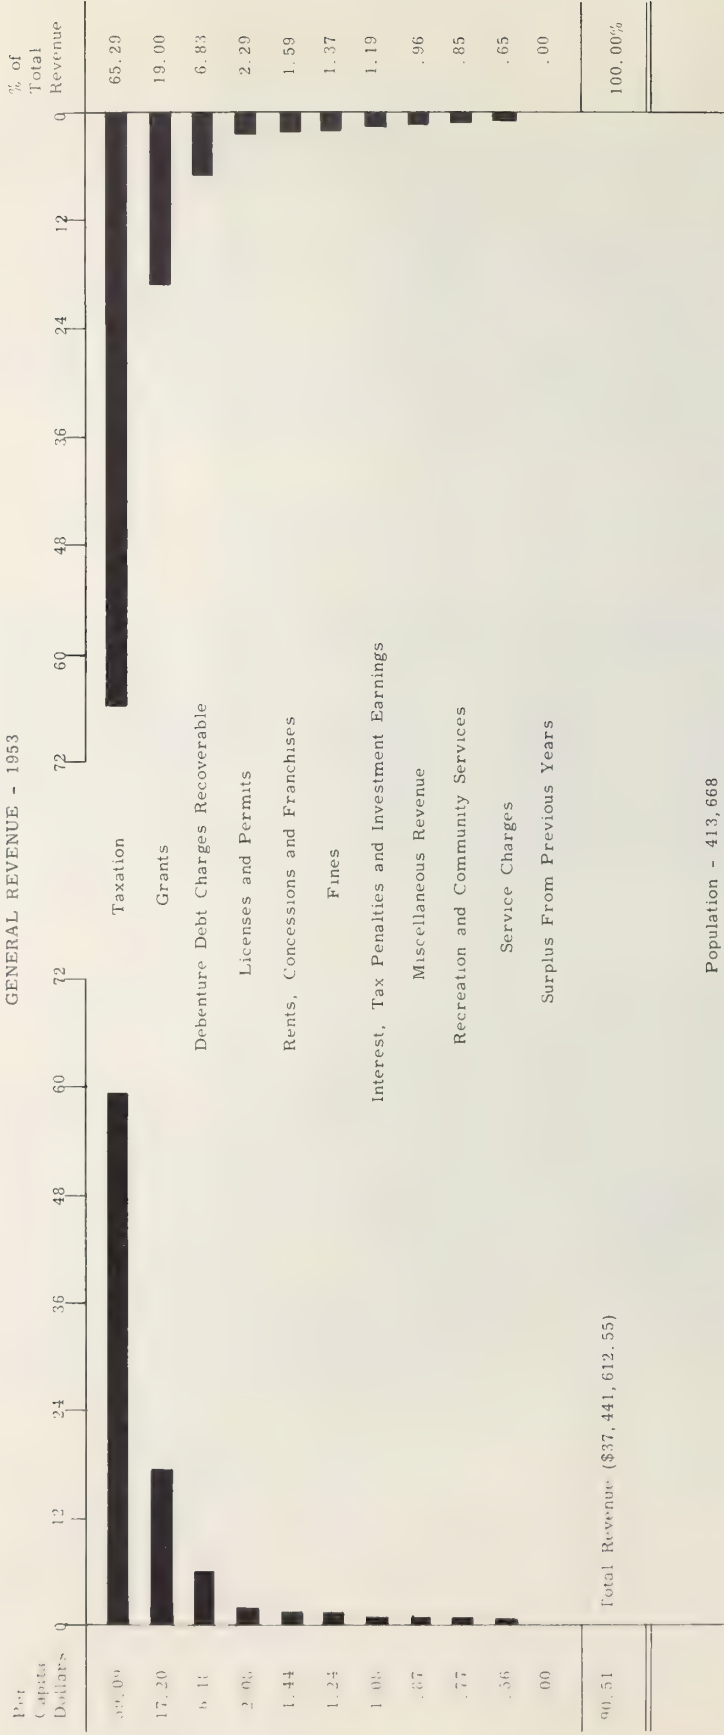 GENERAL REVENUE - 1953
Capita
Dollars
% of
Total
Revenue
0 12 24 36 48 60 72
72 60 48 36 24 12 0
Taxation 65.29
17.20 Grants 19.00
Debenture Debt Charges Recoverable 6.83
Licenses and Permits 2.29
1.44 Rents, Concessions and Franchises 1.59
1.24 Fines 1.37
Interest, Tax Penalties and Investment Earnings 1.19
.87 Miscellaneous Revenue .96
.77 Recreation and Community Services .85
Service Charges .65
00 Surplus From Previous Years .00
90.51 Total Revenue ($37,441,612.55) 100.00%
Population - 413,668